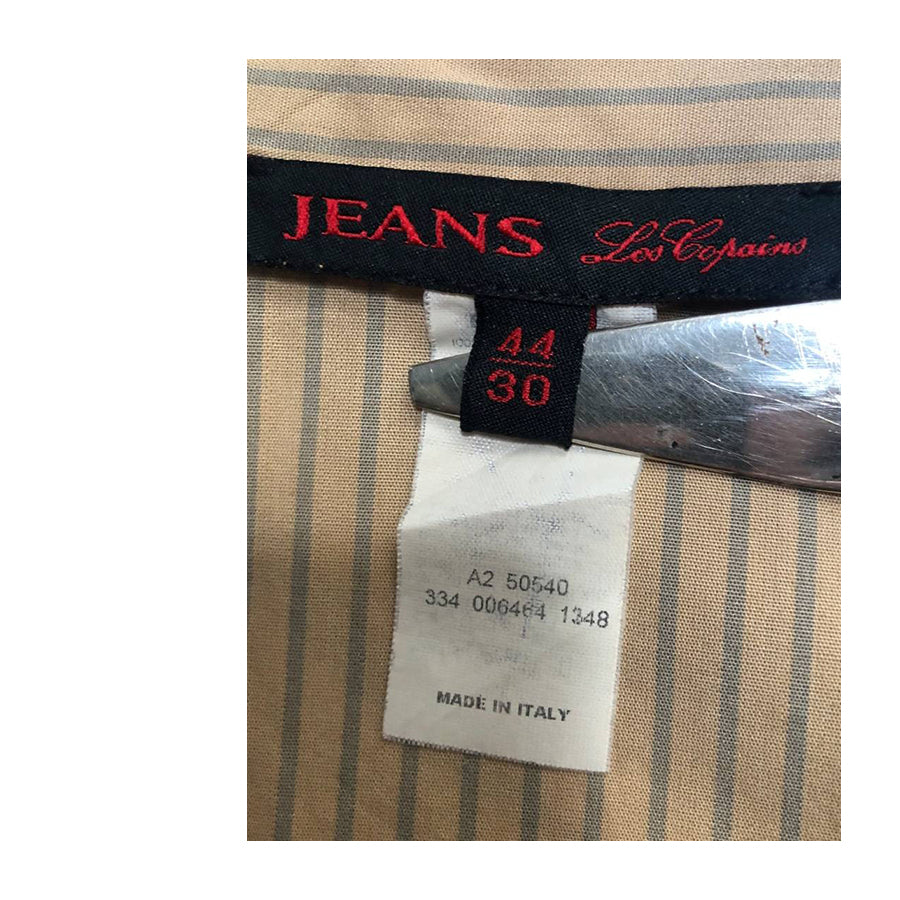 JEANS Les Copains
44
30
A2 50540
334 006464 1348
MADE IN ITALY